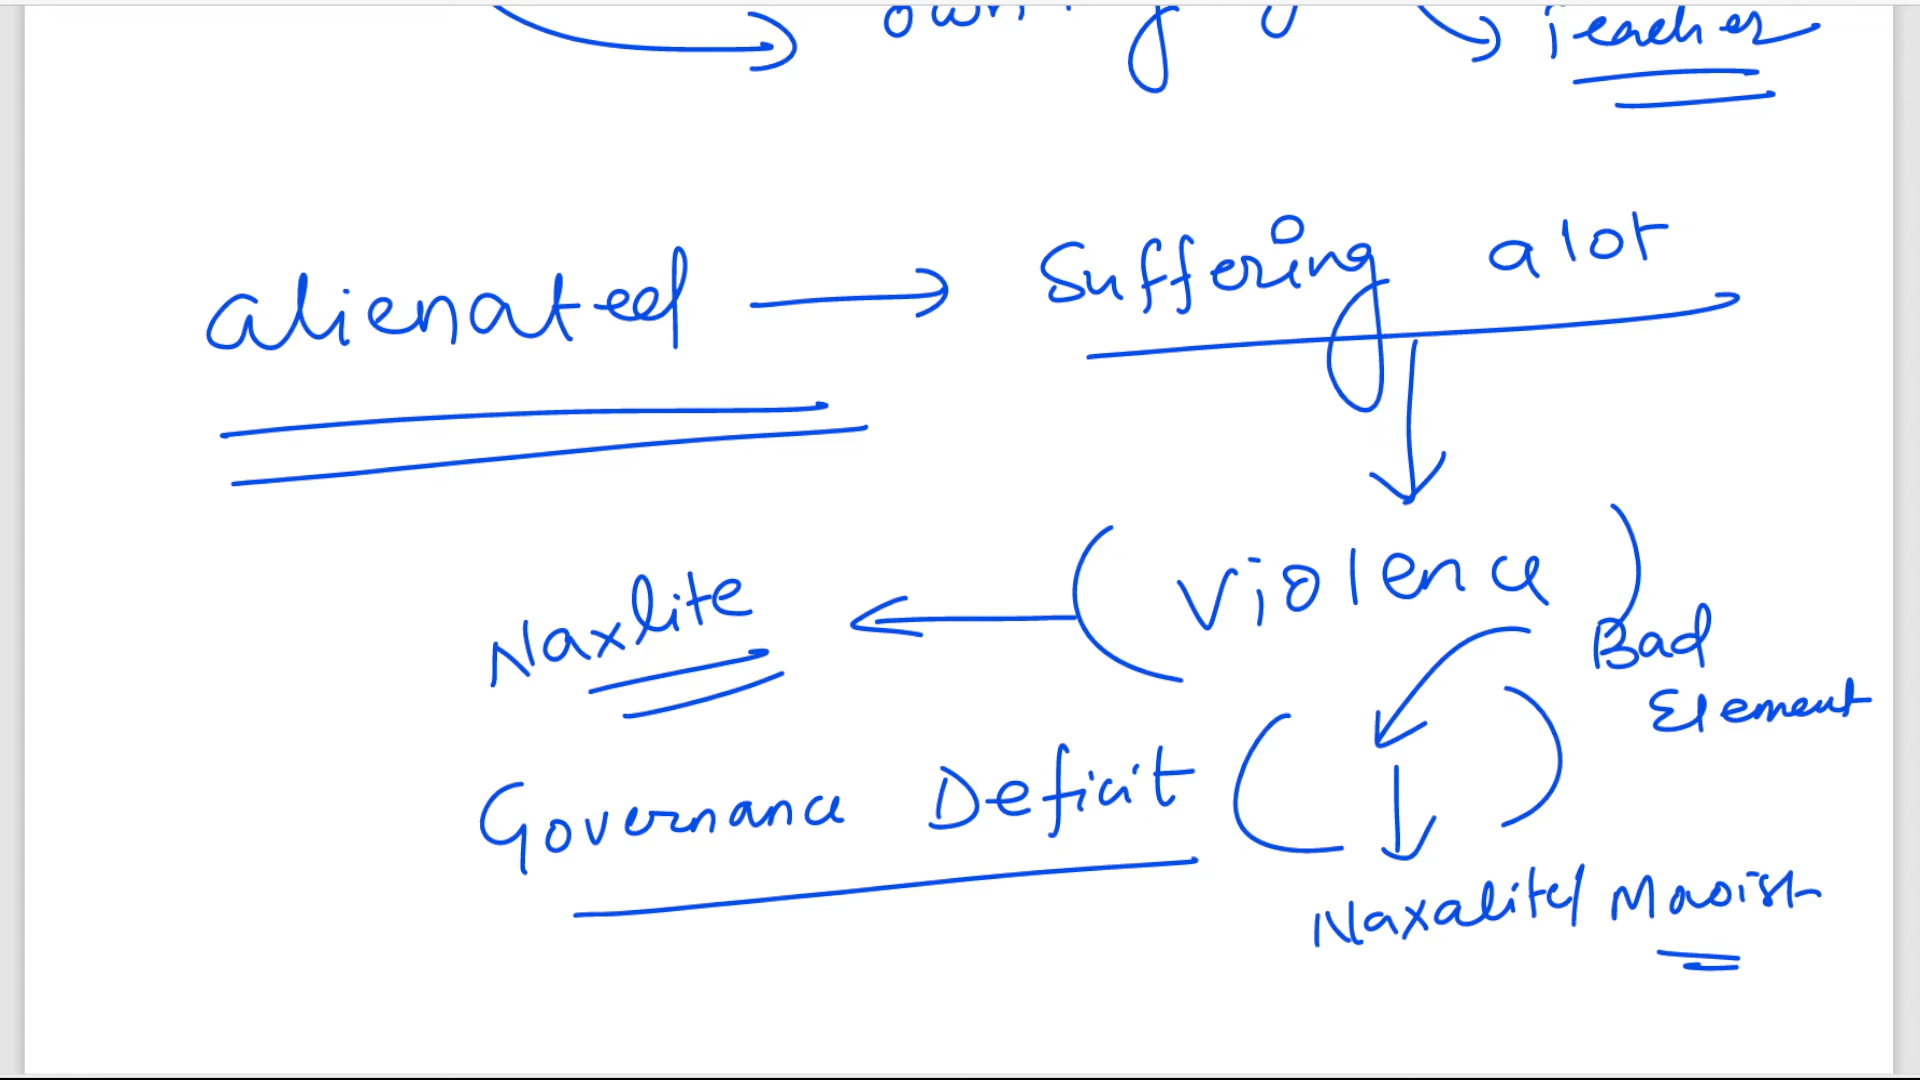 Teacher
alienated → Suffering a lot
Naxlite ← (Violence)
Bad
Element
Governance Deficit
Naxalite/ Maoist